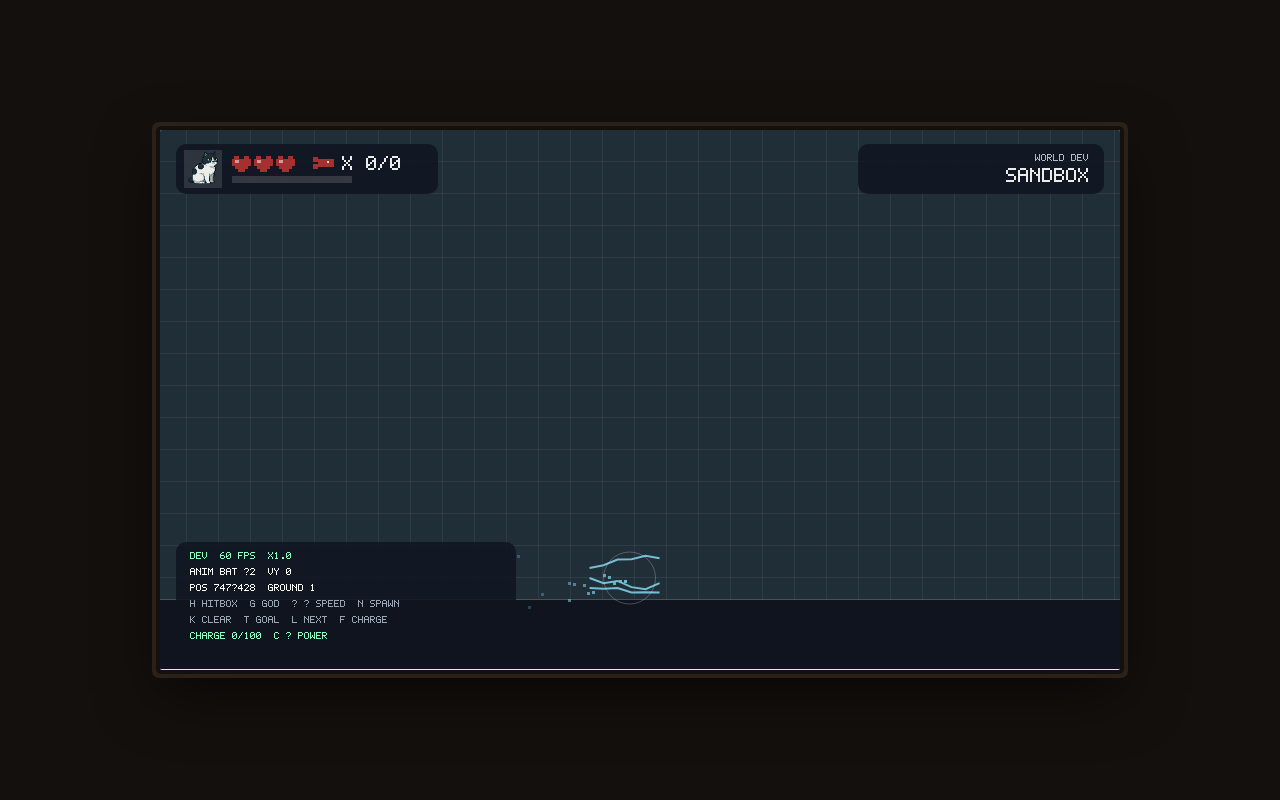 X 0/0
WORLD DEV
SANDBOX
DEV 60 FPS X1.0
ANIM BAT ?2 VY 0
POS 747?428 GROUND 1
H HITBOX G GOD ? ? SPEED N SPAWN
K CLEAR T GOAL L NEXT F CHARGE
CHARGE 0/100 C ? POWER